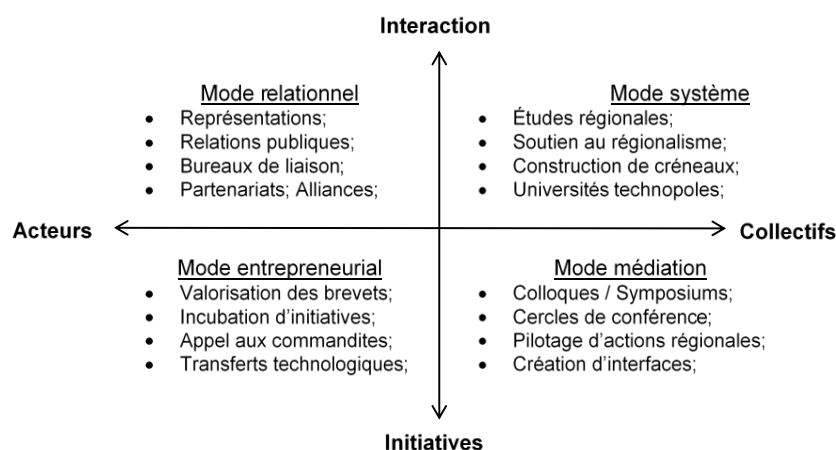 Interaction
Mode relationnel
• Représentations;
• Relations publiques;
• Bureaux de liaison;
• Partenariats; Alliances;
Mode système
• Études régionales;
• Soutien au régionalisme;
• Construction de créneaux;
• Universités technopoles;
Acteurs
Collectifs
Mode entrepreneurial
• Valorisation des brevets;
• Incubation d'initiatives;
• Appel aux commandites;
• Transferts technologiques;
Mode médiation
• Colloques / Symposiums;
• Cercles de conférence;
• Pilotage d'actions régionales;
• Création d'interfaces;
Initiatives